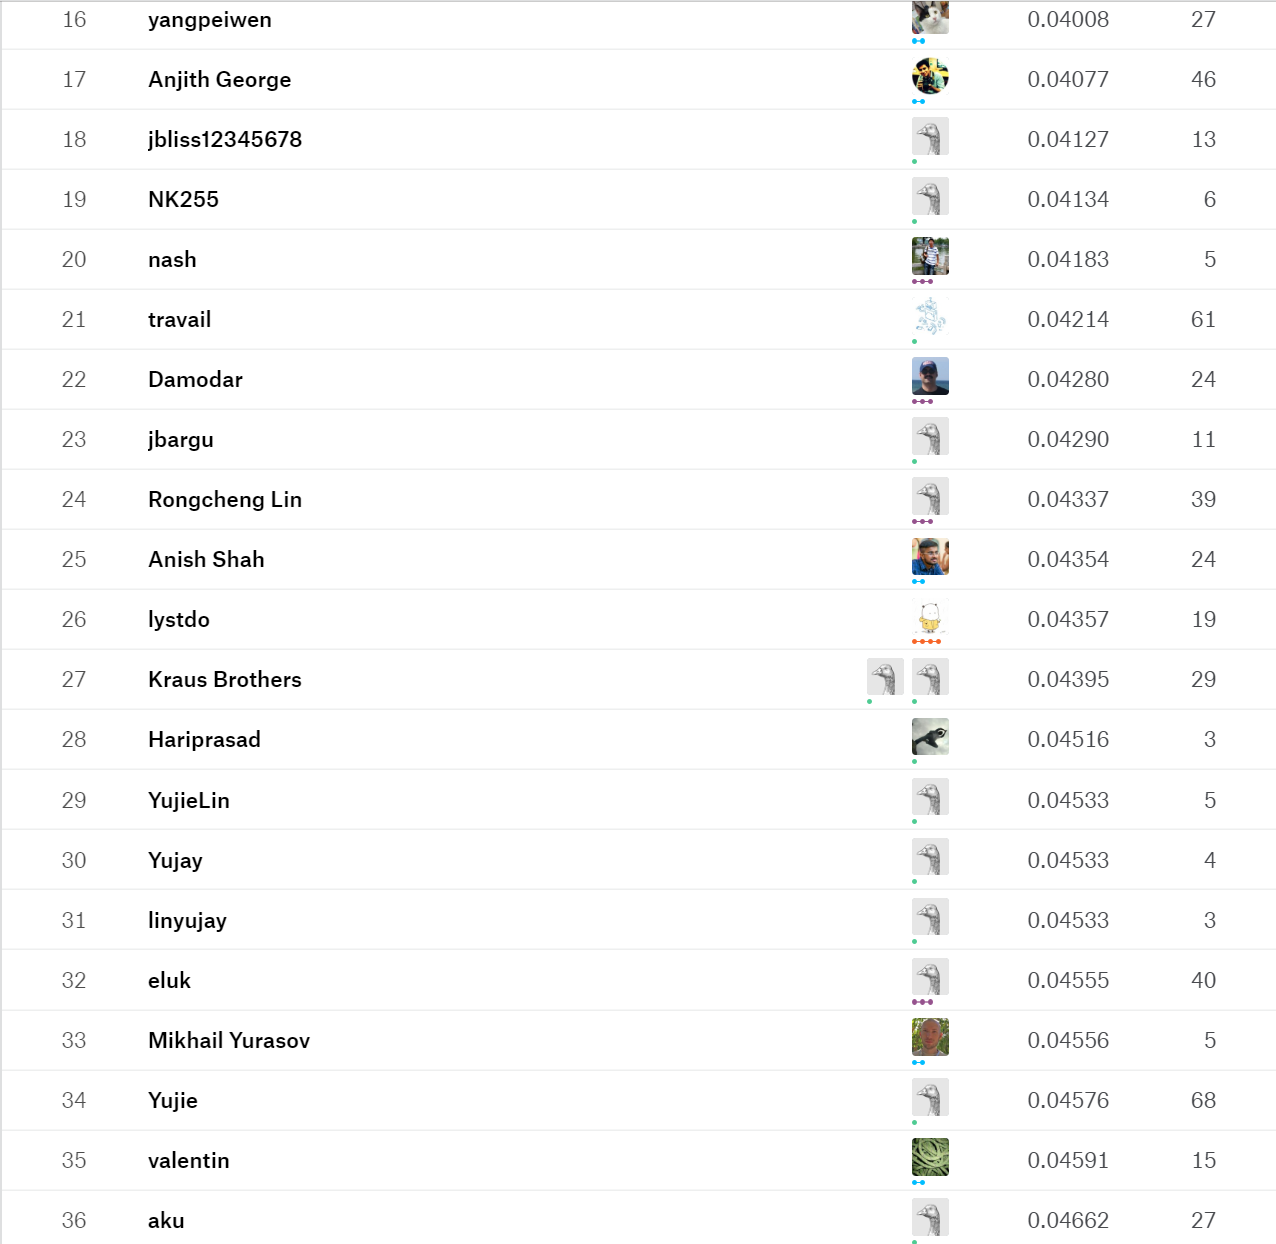 16 yangpeiwen 0.04008 27
17 Anjith George 0.04077 46
18 jbliss12345678 0.04127 13
19 NK255 0.04134 6
20 nash 0.04183 5
21 travail 0.04214 61
22 Damodar 0.04280 24
23 jbargu 0.04290 11
24 Rongcheng Lin 0.04337 39
25 Anish Shah 0.04354 24
26 lystdo 0.04357 19
27 Kraus Brothers 0.04395 29
28 Hariprasad 0.04516 3
29 YujieLin 0.04533 5
30 Yujay 0.04533 4
31 linyujay 0.04533 3
32 eluk 0.04555 40
33 Mikhail Yurasov 0.04556 5
34 Yujie 0.04576 68
35 valentin 0.04591 15
36 aku 0.04662 27